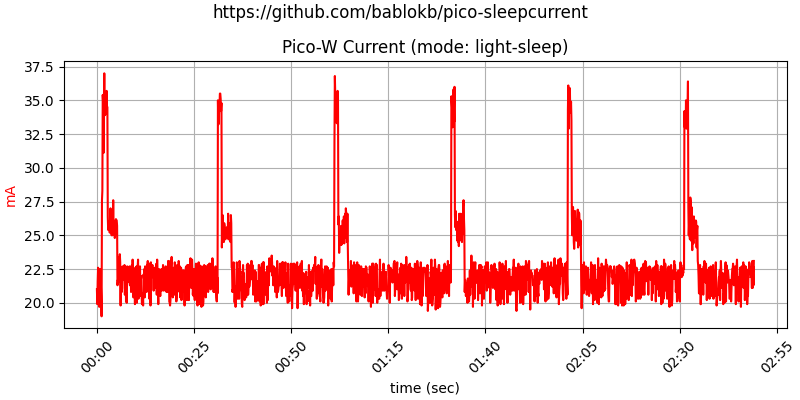 https://github.com/bablokb/pico-sleepcurrent
Pico-W Current (mode: light-sleep)
37.5
35.0
32.5
30.0
27.5
25.0
22.5
20.0
mA
00:00 00:25 00:50 01:15 01:40 02:05 02:30 02:55
time (sec)